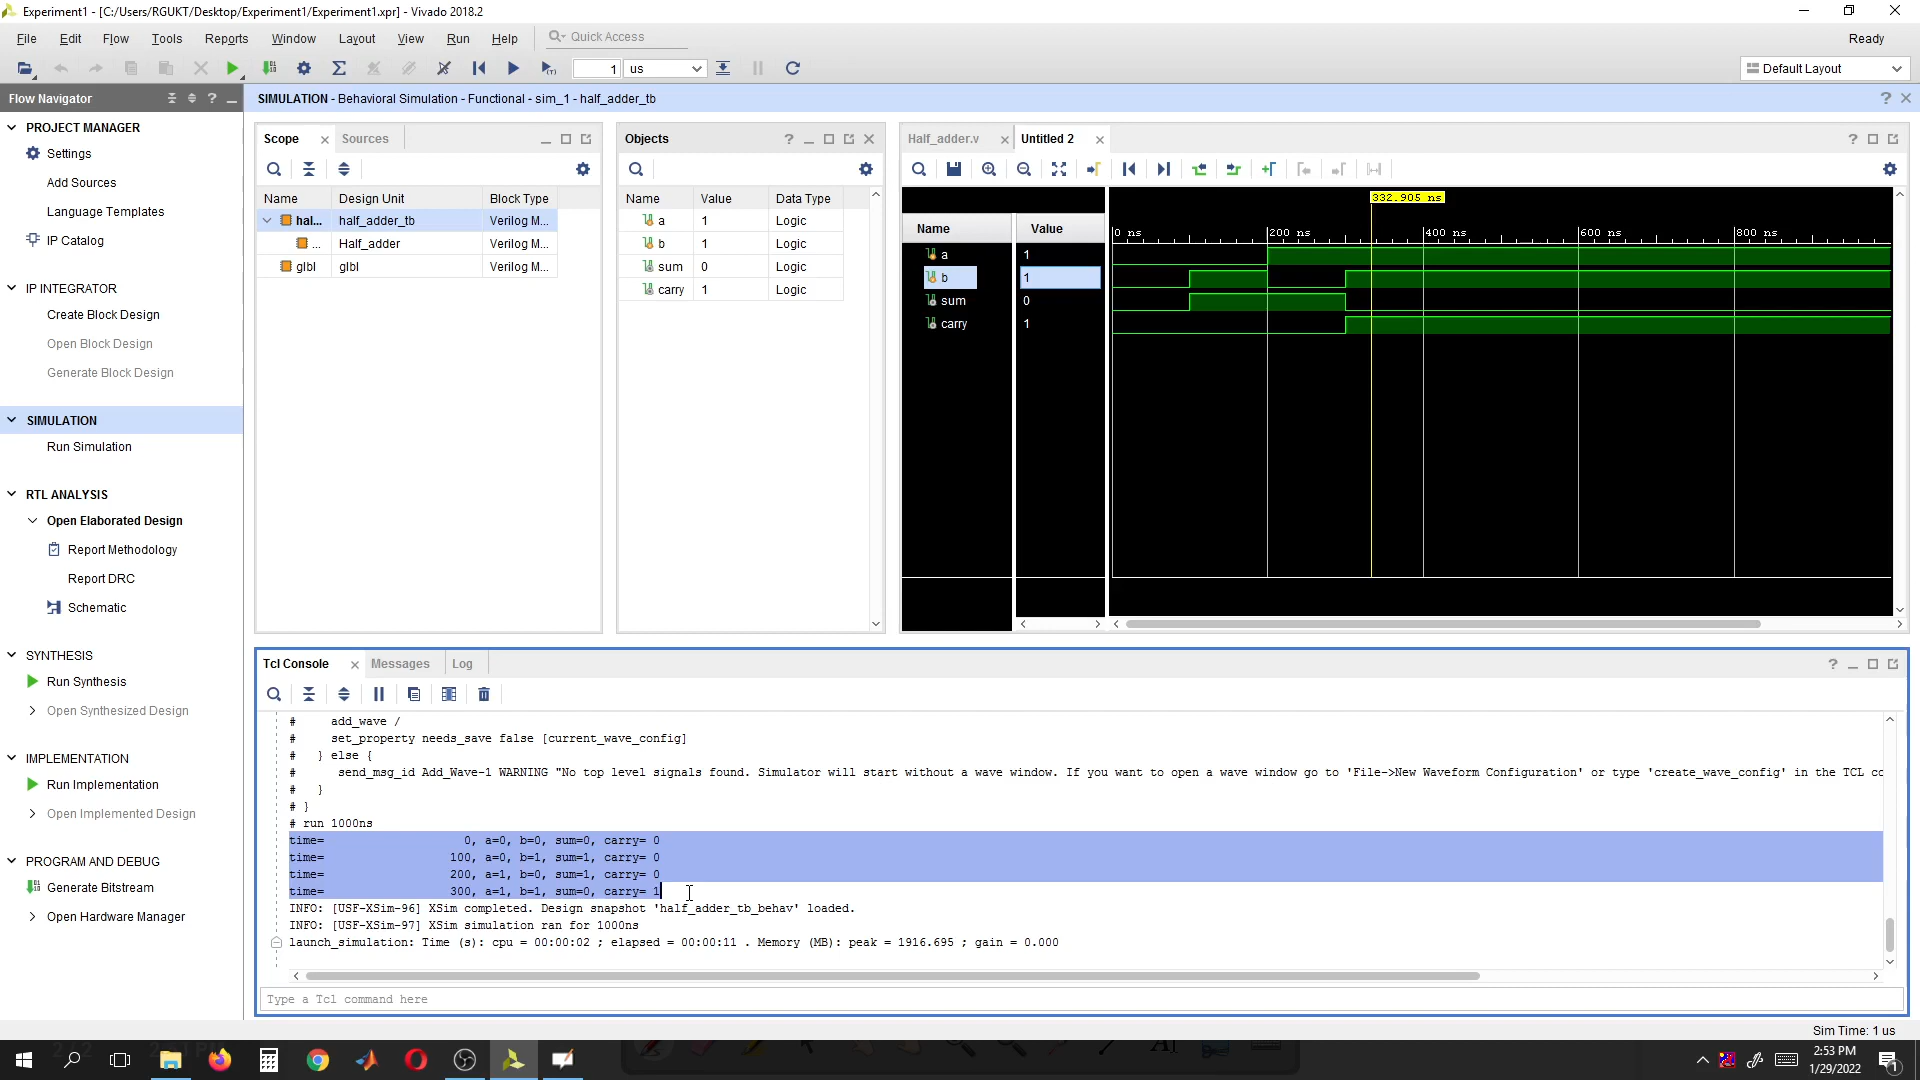 Experiment1 - [C:/Users/RGUKT/Desktop/Experiment1/Experiment1.xpr] - Vivado 2018.2
File Edit Flow Tools Reports Window Layout View Run Help Quick Access
Ready
1 us
Default Layout
Flow Navigator
SIMULATION - Behavioral Simulation - Functional - sim_1 - half_adder_tb
PROJECT MANAGER
Settings
Add Sources
Language Templates
IP Catalog
IP INTEGRATOR
Create Block Design
Open Block Design
Generate Block Design
SIMULATION
Run Simulation
RTL ANALYSIS
Open Elaborated Design
Report Methodology
Report DRC
Schematic
SYNTHESIS
Run Synthesis
Open Synthesized Design
IMPLEMENTATION
Run Implementation
Open Implemented Design
PROGRAM AND DEBUG
Generate Bitstream
Open Hardware Manager
Scope Sources
Name Design Unit Block Type
hal... half_adder_tb Verilog M...
... Half_adder Verilog M...
glbl glbl Verilog M...
Objects
Name Value Data Type
a 1 Logic
b 1 Logic
sum 0 Logic
carry 1 Logic
Half_adder.v Untitled 2
332.905 ns
Name Value
0 ns 200 ns 400 ns 600 ns 800 ns
a 1
b 1
sum 0
carry 1
Tcl Console Messages Log
# add_wave /
# set_property needs_save false [current_wave_config]
# } else {
# send_msg_id Add_Wave-1 WARNING "No top level signals found. Simulator will start without a wave window. If you want to open a wave window go to 'File->New Waveform Configuration' or type 'create_wave_config' in the TCL co
# }
# }
# run 1000ns
time= 0, a=0, b=0, sum=0, carry= 0
time= 100, a=0, b=1, sum=1, carry= 0
time= 200, a=1, b=0, sum=1, carry= 0
time= 300, a=1, b=1, sum=0, carry= 1
INFO: [USF-XSim-96] XSim completed. Design snapshot 'half_adder_tb_behav' loaded.
INFO: [USF-XSim-97] XSim simulation ran for 1000ns
launch_simulation: Time (s): cpu = 00:00:02 ; elapsed = 00:00:11 . Memory (MB): peak = 1916.695 ; gain = 0.000
Type a Tcl command here
Sim Time: 1 us
2:53 PM
1/29/2022
1